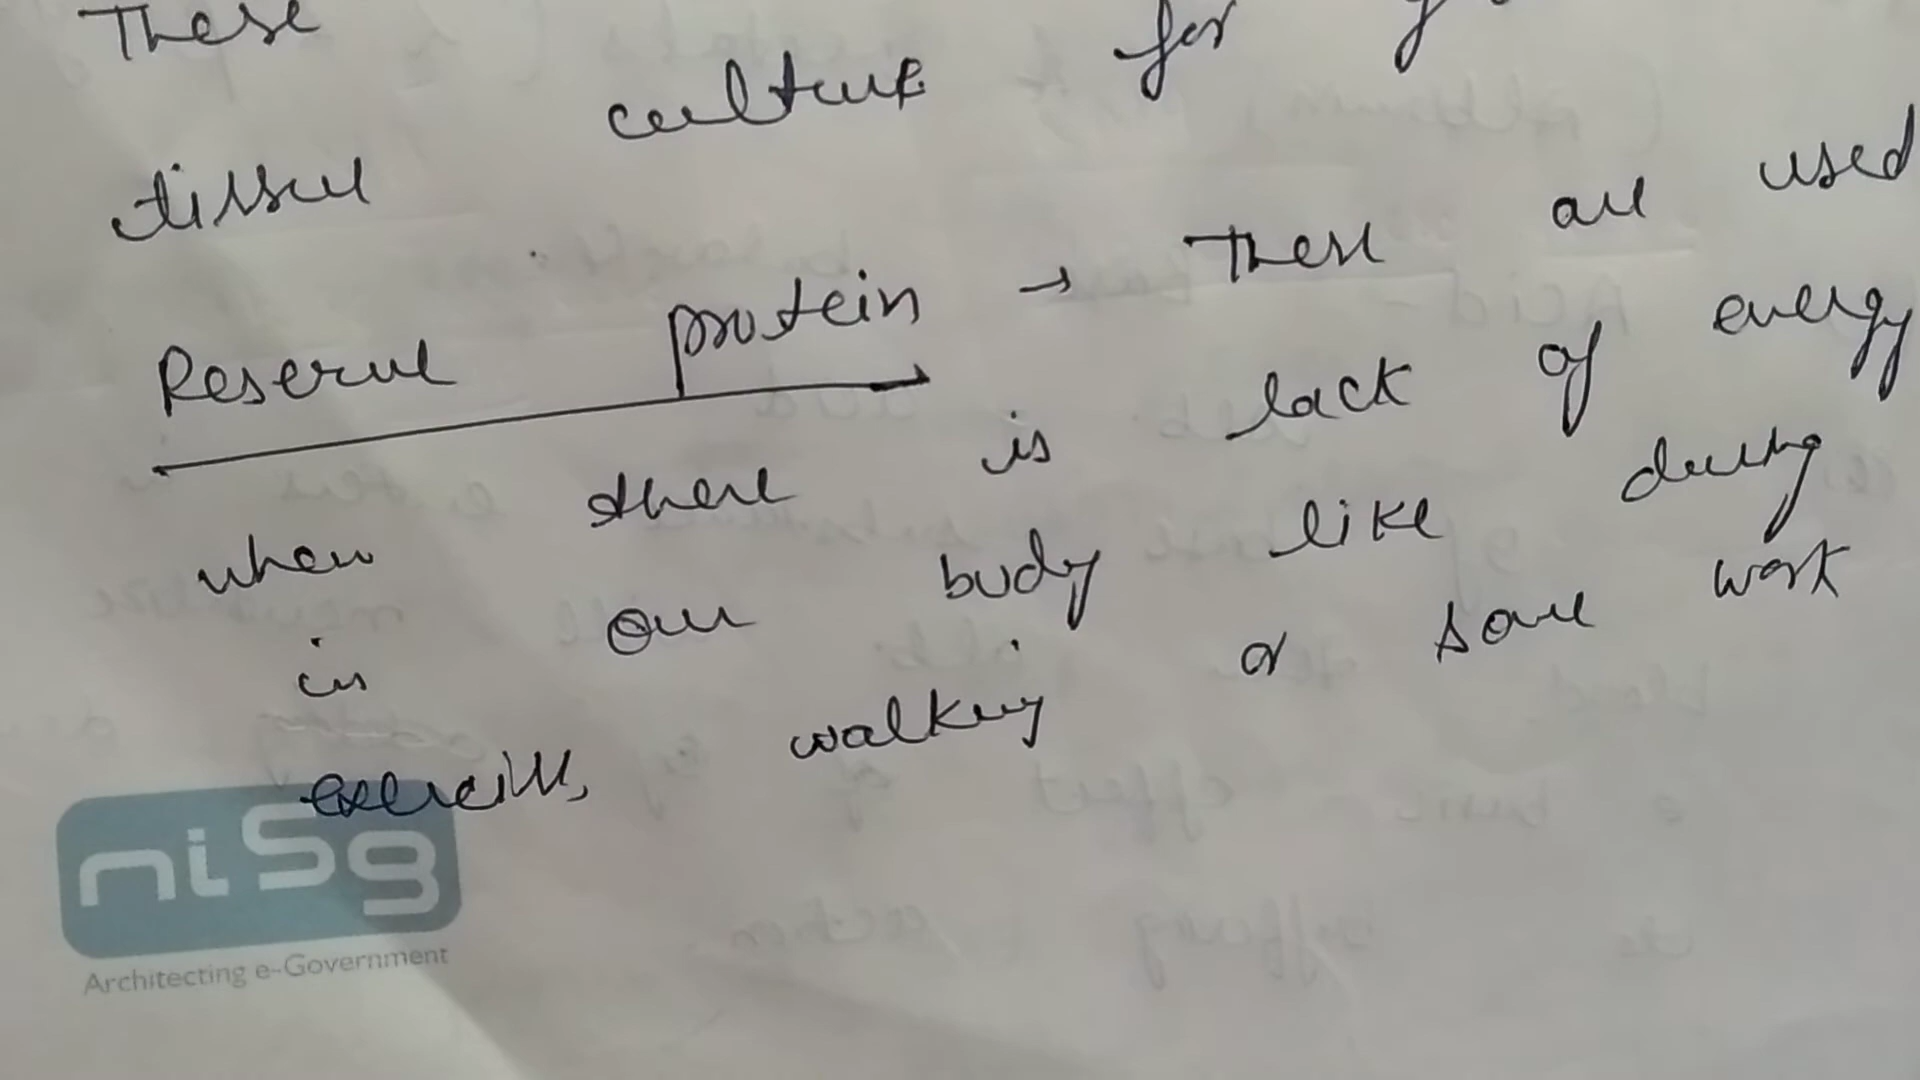 These
culture for
tissue
Reserve protein → These are used
when there is lack of energy
in our body like during
exercise, walking or some work
niSg
Architecting e-Government